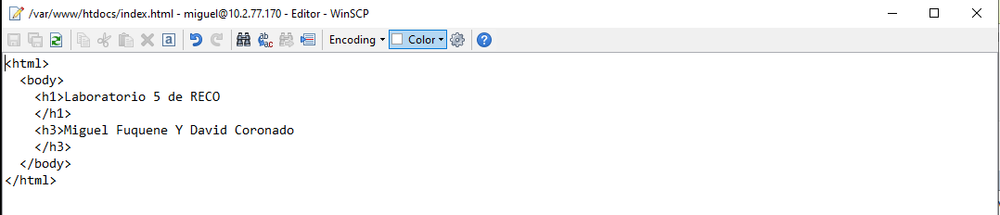 /var/www/htdocs/index.html - miguel@10.2.77.170 - Editor - WinSCP
Encoding Color
<html>
<body>
<h1>Laboratorio 5 de RECO
</h1>
<h3>Miguel Fuquene Y David Coronado
</h3>
</body>
</html>